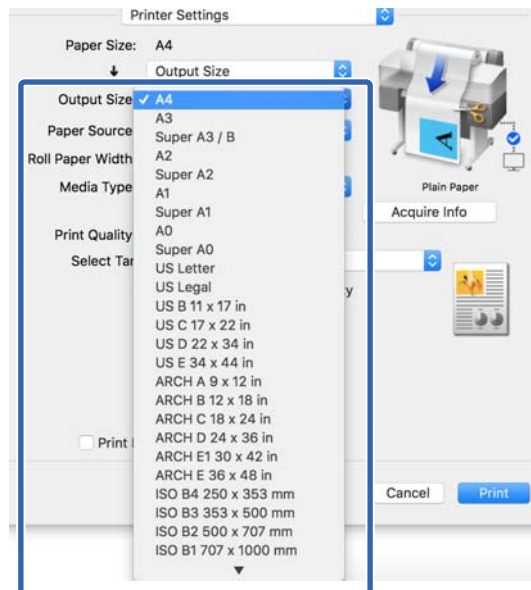 Printer Settings
Paper Size: A4
Output Size
Output Size ✓ A4
A3
Super A3 / B
Paper Source
A2
Roll Paper Width
Super A2
Media Type
A1
Plain Paper
Super A1
Acquire Info
A0
Print Quality
Super A0
Select Tar
US Letter
US Legal
y
US B 11 x 17 in
US C 17 x 22 in
US D 22 x 34 in
US E 34 x 44 in
ARCH A 9 x 12 in
ARCH B 12 x 18 in
ARCH C 18 x 24 in
ARCH D 24 x 36 in
Print
ARCH E1 30 x 42 in
ARCH E 36 x 48 in
ISO B4 250 x 353 mm
Cancel Print
ISO B3 353 x 500 mm
ISO B2 500 x 707 mm
ISO B1 707 x 1000 mm